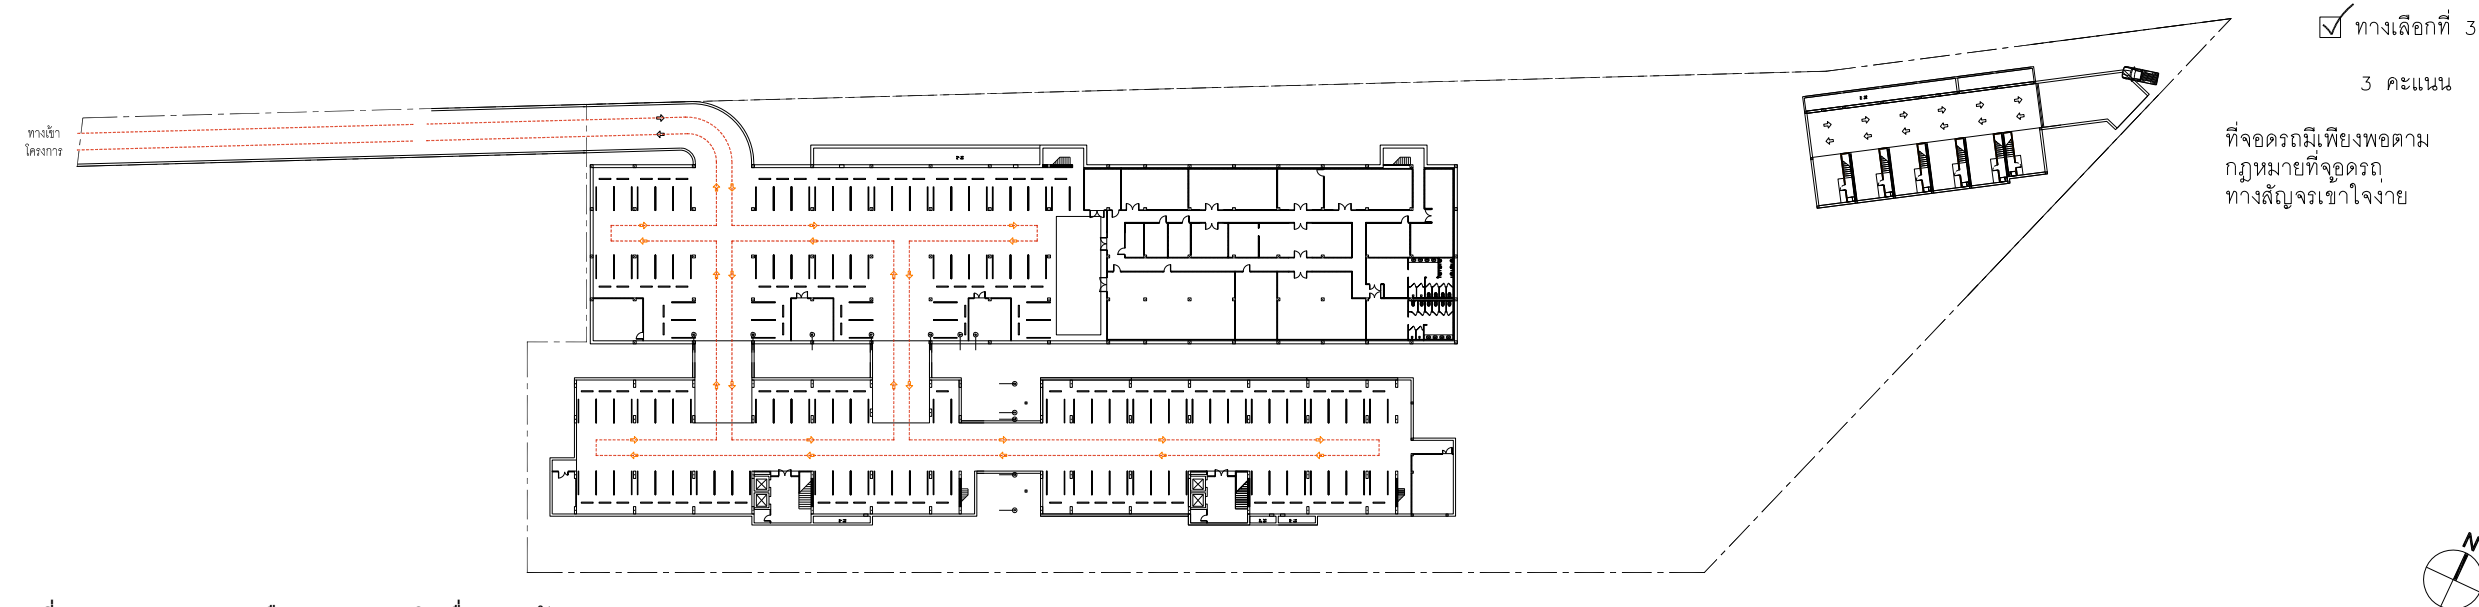 ทางเลือกที่ 3
3 คะแนน
ทางเข้า
โครงการ
ที่จอดรถมีเพียงพอตาม
กฎหมายที่จอดรถ
ทางสัญจรเข้าใจง่าย
N